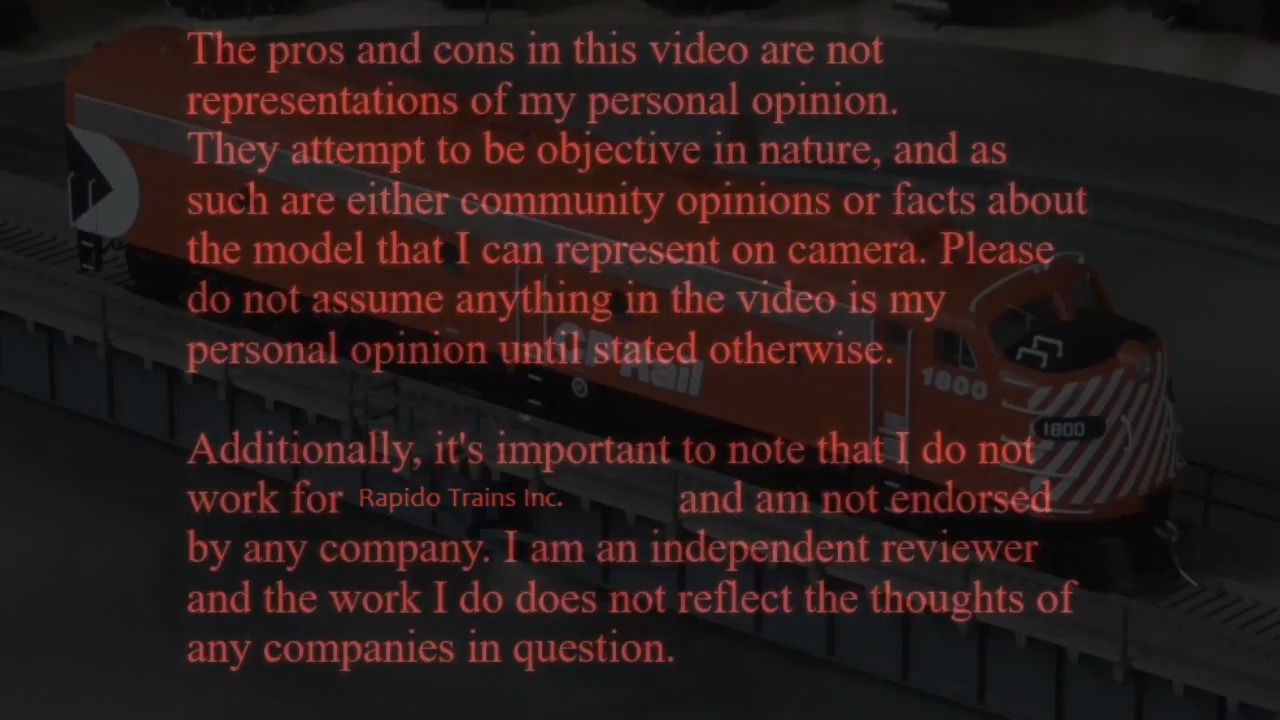 The pros and cons in this video are not
representations of my personal opinion.
They attempt to be objective in nature, and as
such are either community opinions or facts about
the model that I can represent on camera. Please
do not assume anything in the video is my
personal opinion until stated otherwise.
CP Rail
1800
1800
Additionally, it's important to note that I do not
work for Rapido Trains Inc. and am not endorsed
by any company. I am an independent reviewer
and the work I do does not reflect the thoughts of
any companies in question.